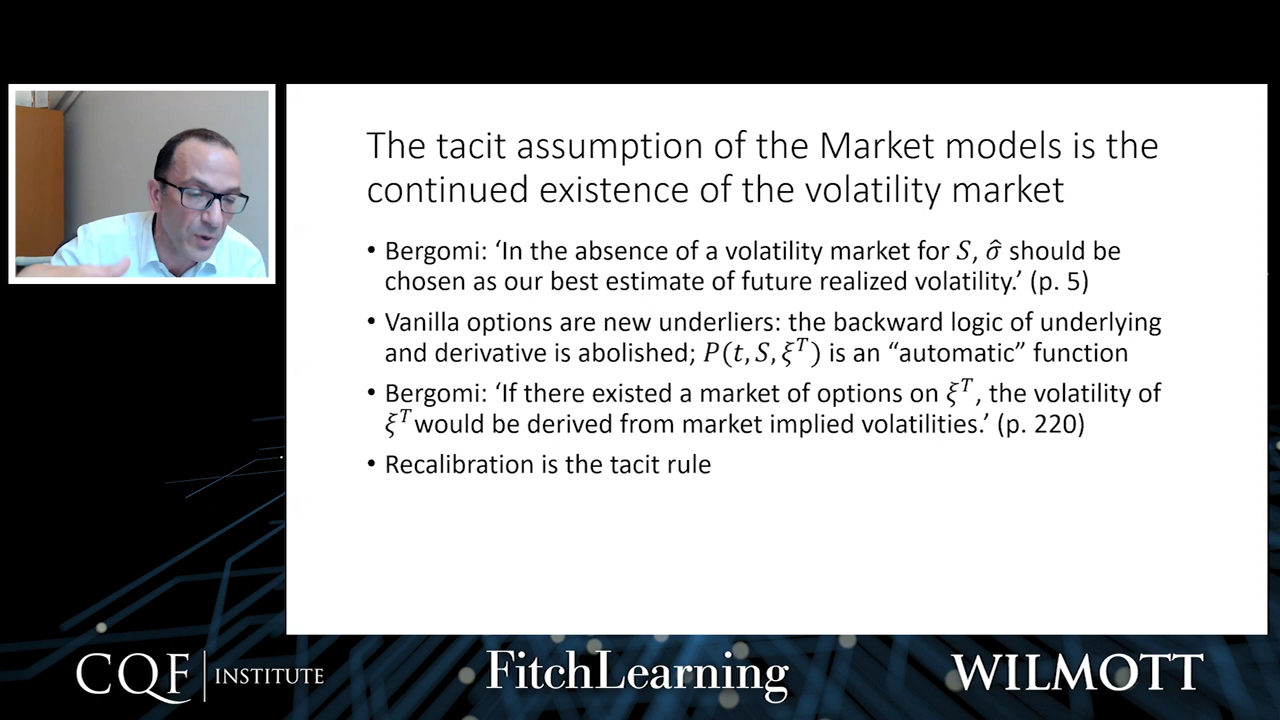 The tacit assumption of the Market models is the
continued existence of the volatility market
• Bergomi: ‘In the absence of a volatility market for 𝑆, σ̂ should be
chosen as our best estimate of future realized volatility.’ (p. 5)
• Vanilla options are new underliers: the backward logic of underlying
and derivative is abolished; 𝑃(𝑡, 𝑆, ξᵀ) is an “automatic” function
• Bergomi: ‘If there existed a market of options on ξᵀ, the volatility of
ξᵀ would be derived from market implied volatilities.’ (p. 220)
• Recalibration is the tacit rule
CQF INSTITUTE
FitchLearning
WILMOTT